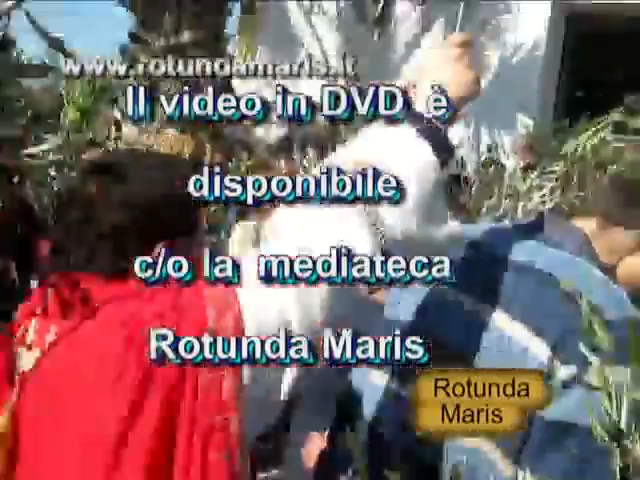 www.rotundamaris.it
Il video in DVD è
disponibile
c/o la mediateca
Rotunda Maris
Rotunda
Maris